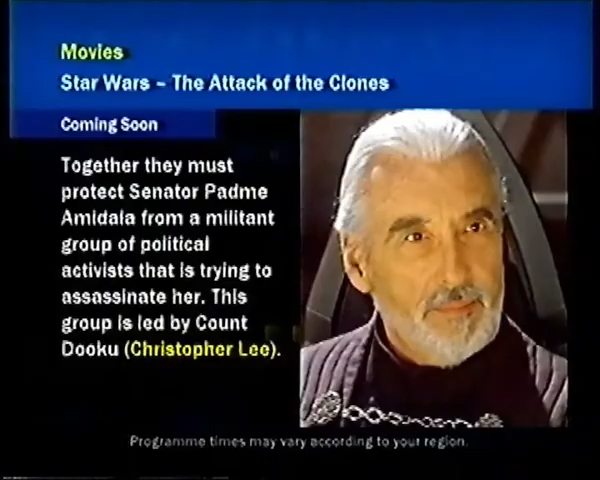 Movies
Star Wars – The Attack of the Clones
Coming Soon
Together they must
protect Senator Padme
Amidala from a militant
group of political
activists that is trying to
assassinate her. This
group is led by Count
Dooku (Christopher Lee).
Programme times may vary according to your region.